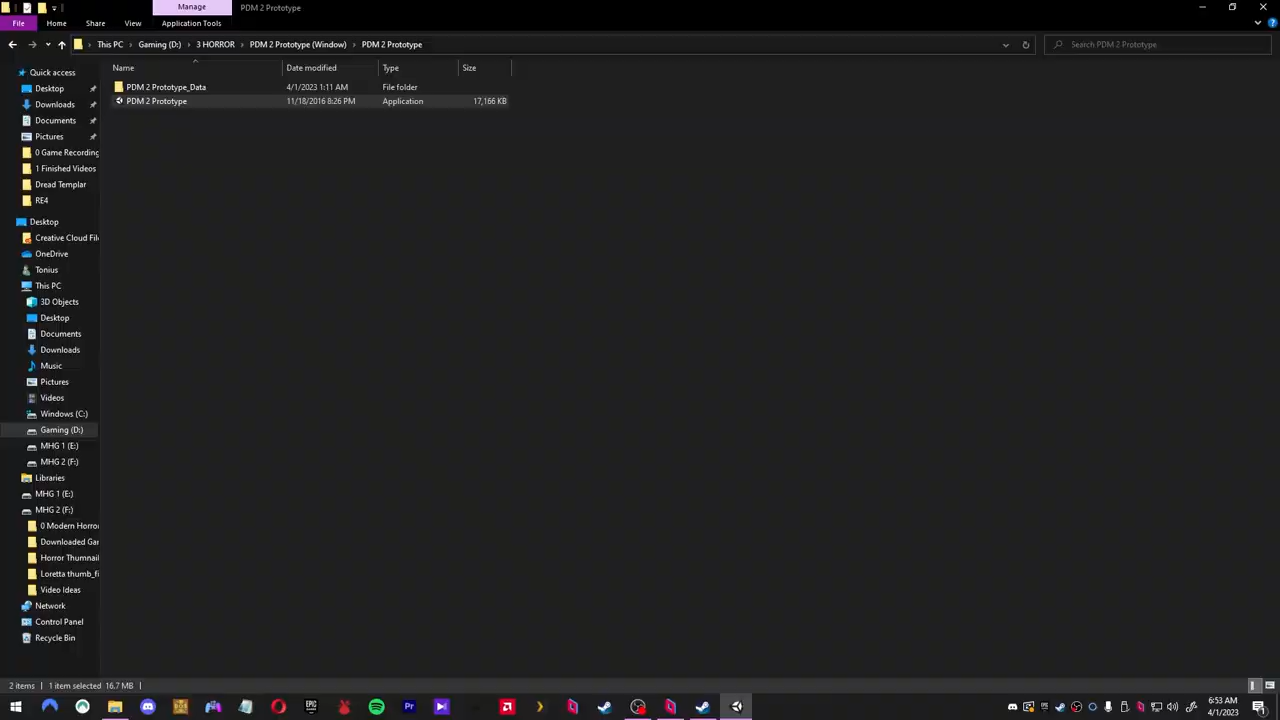 Manage
PDM 2 Prototype
File
Home
Share
View
Application Tools
This PC
Gaming (D:)
3 HORROR
PDM 2 Prototype (Window)
PDM 2 Prototype
Search PDM 2 Prototype
Name
Date modified
Type
Size
PDM 2 Prototype_Data
4/1/2023 1:11 AM
File folder
PDM 2 Prototype
11/18/2016 8:26 PM
Application
17,166 KB
Quick access
Desktop
Downloads
Documents
Pictures
0 Game Recording
1 Finished Videos
Dread Templar
RE4
Desktop
Creative Cloud Fil
OneDrive
Tonius
This PC
3D Objects
Desktop
Documents
Downloads
Music
Pictures
Videos
Windows (C:)
Gaming (D:)
MHG 1 (E:)
MHG 2 (F:)
Libraries
MHG 1 (E:)
MHG 2 (F:)
0 Modern Horror
Downloaded Gar
Horror Thumnail
Loretta thumb_fi
Video Ideas
Network
Control Panel
Recycle Bin
2 items
1 item selected 16.7 MB
EPIC
GAMES
Pr
6:53 AM
4/1/2023